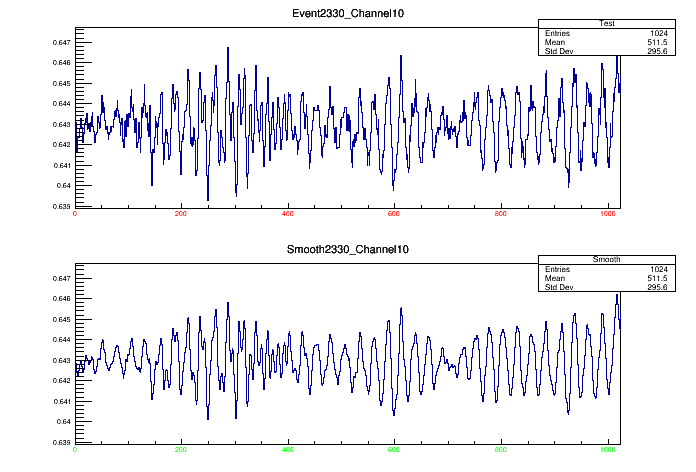 Event2330_Channel10
Test
Entries 1024
Mean 511.5
Std Dev 295.6
0.647
0.646
0.645
0.644
0.643
0.642
0.641
0.64
0.639
0 200 400 600 800 1000
Smooth2330_Channel10
Smooth
Entries 1024
Mean 511.5
Std Dev 295.6
0.647
0.646
0.645
0.644
0.643
0.642
0.641
0.64
0.639
0 200 400 600 800 1000